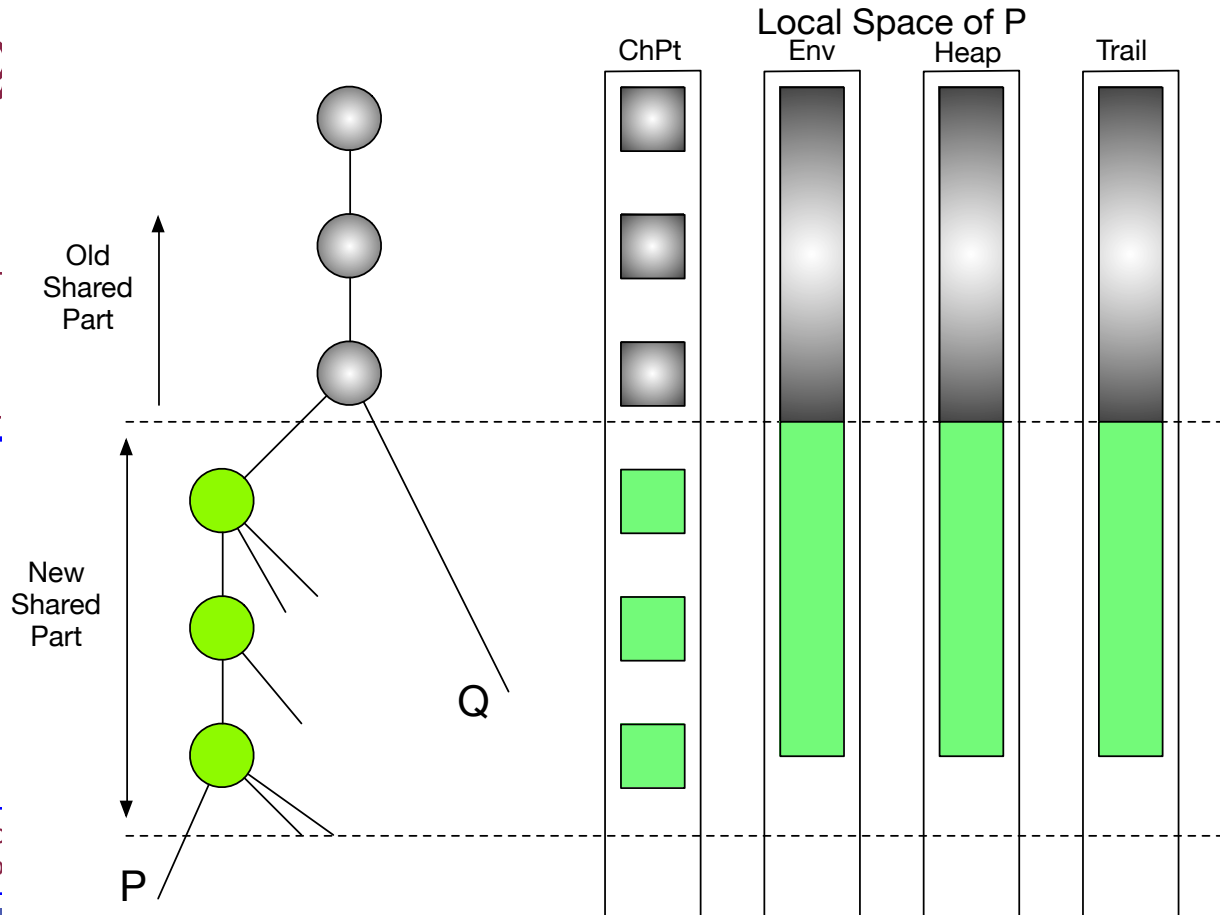 Local Space of P
ChPt
Env
Heap
Trail
Old
Shared
Part
New
Shared
Part
Q
P